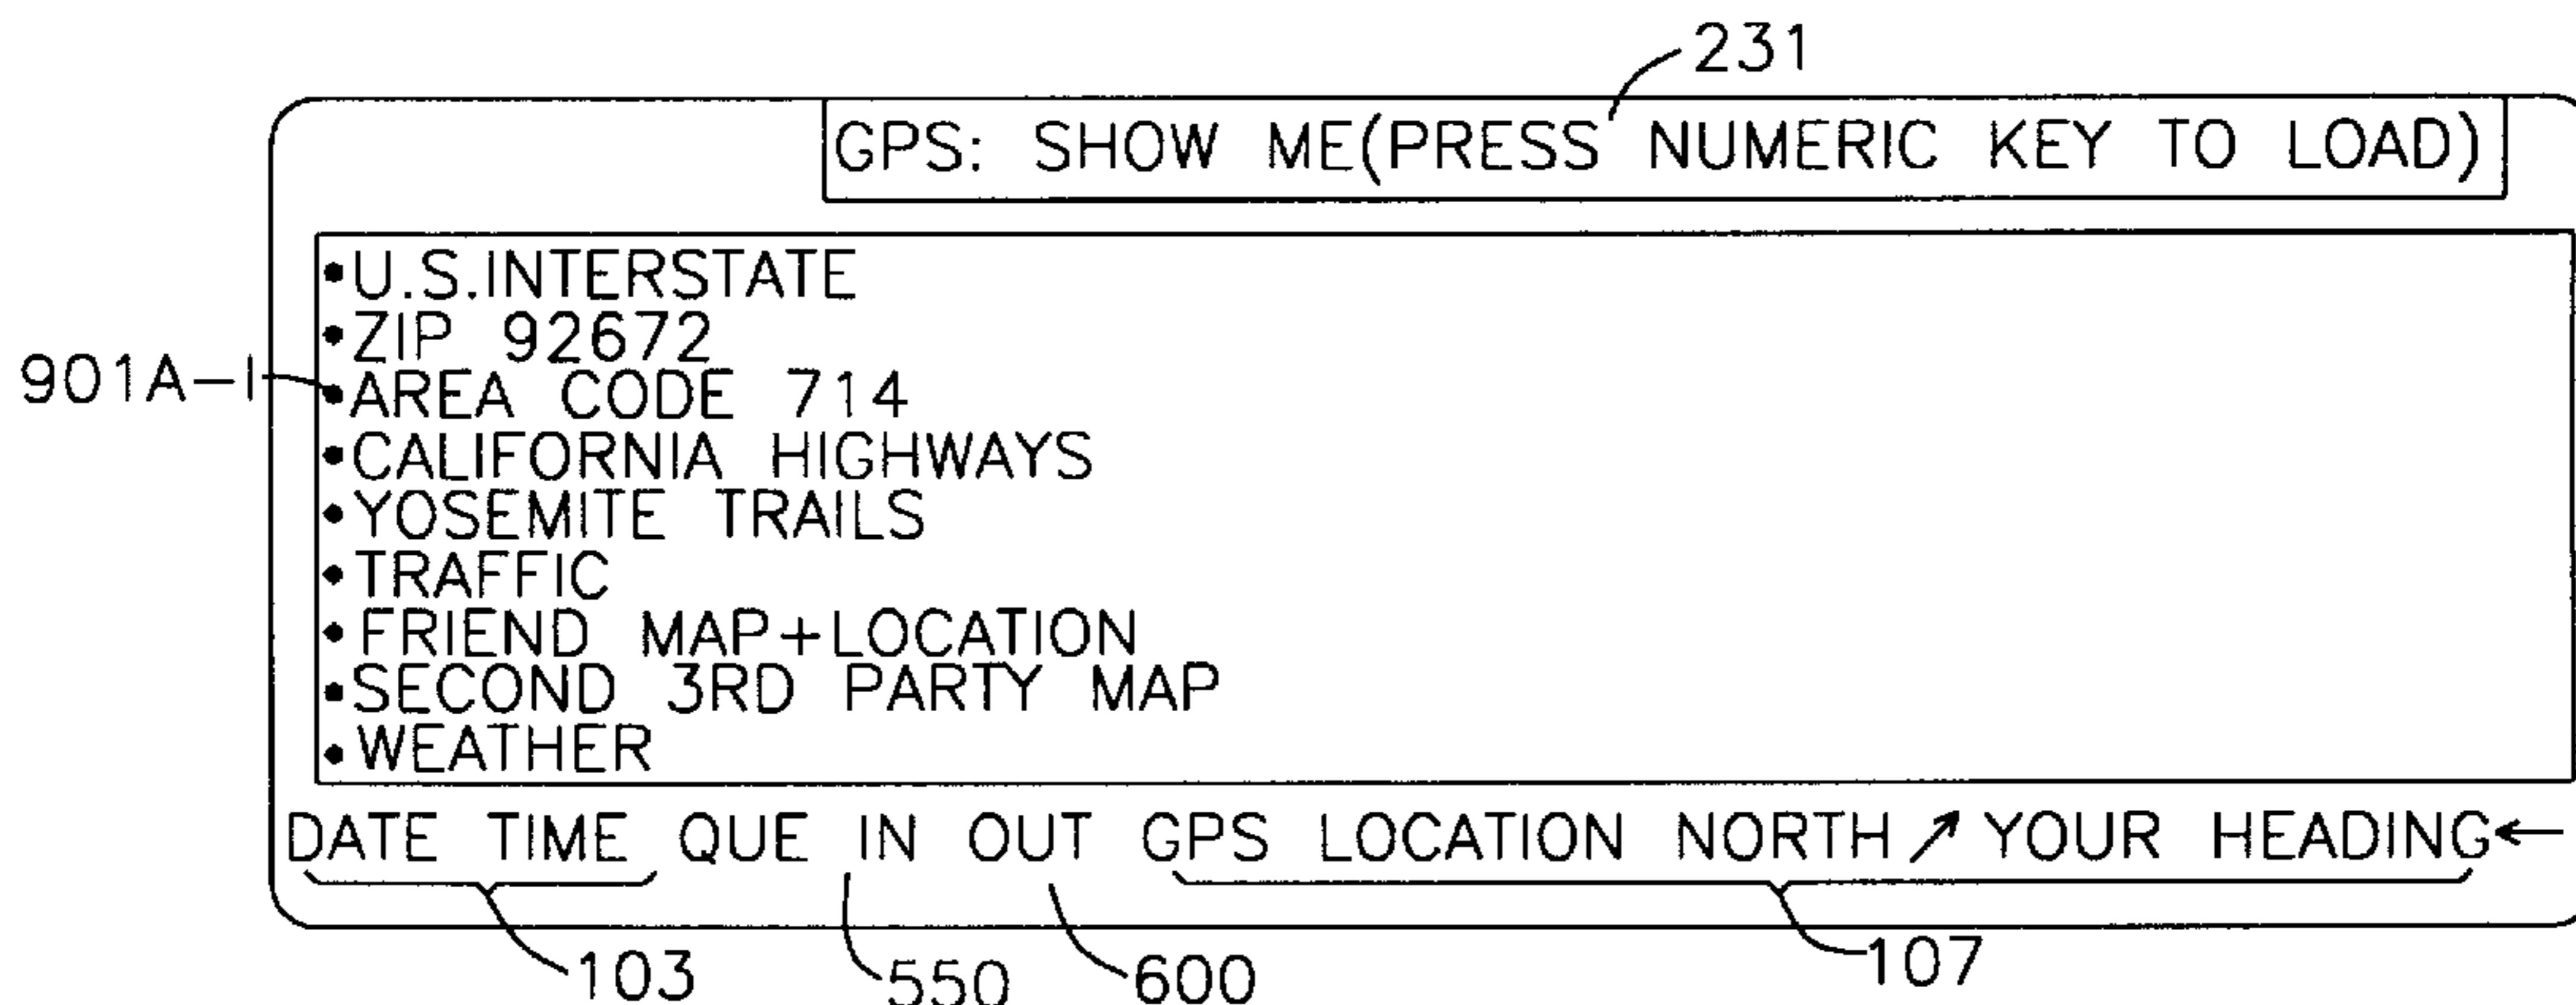 231
GPS: SHOW ME(PRESS NUMERIC KEY TO LOAD)
•U.S.INTERSTATE
•ZIP 92672
901A-I
•AREA CODE 714
•CALIFORNIA HIGHWAYS
•YOSEMITE TRAILS
•TRAFFIC
•FRIEND MAP+LOCATION
•SECOND 3RD PARTY MAP
•WEATHER
DATE TIME QUE IN OUT GPS LOCATION NORTH↗ YOUR HEADING←
103 550 600 107